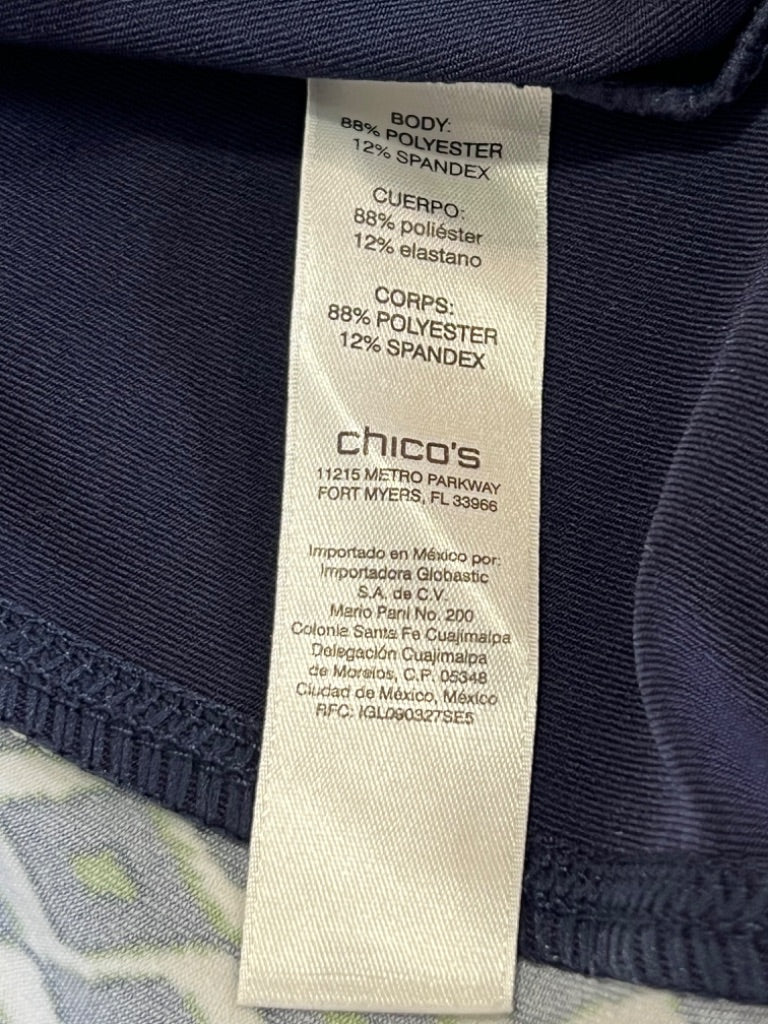 BODY:
88% POLYESTER
12% SPANDEX
CUERPO:
88% poliéster
12% elastano
CORPS:
88% POLYESTER
12% SPANDEX
chico's
11215 METRO PARKWAY
FORT MYERS, FL 33966
Importado en México por:
Importadora Globastic
S.A. de C.V.
Mario Pani No. 200
Colonia Santa Fe Cuajimalpa
Delegación Cuajimalpa
de Morelos, C.P. 05348
Ciudad de México, México
RFC: IGL090327SE5